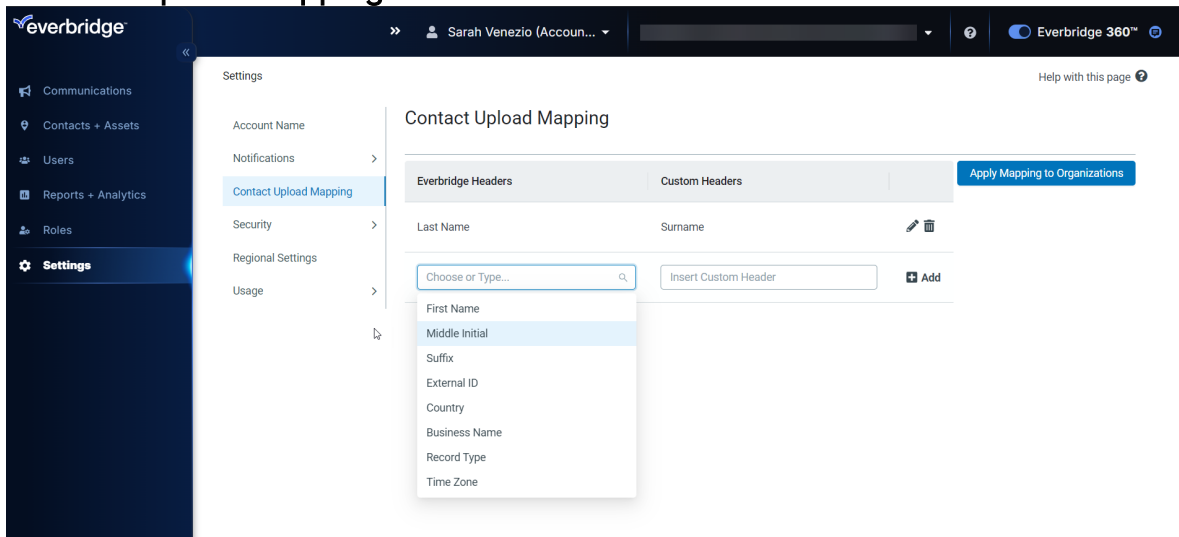 everbridge
Sarah Venezio (Accoun...
Everbridge 360™
Communications
Contacts + Assets
Users
Reports + Analytics
Roles
Settings
Settings
Help with this page
Account Name
Notifications
Contact Upload Mapping
Security
Regional Settings
Usage
Contact Upload Mapping
Everbridge Headers
Custom Headers
Apply Mapping to Organizations
Last Name
Surname
Choose or Type...
Insert Custom Header
Add
First Name
Middle Initial
Suffix
External ID
Country
Business Name
Record Type
Time Zone